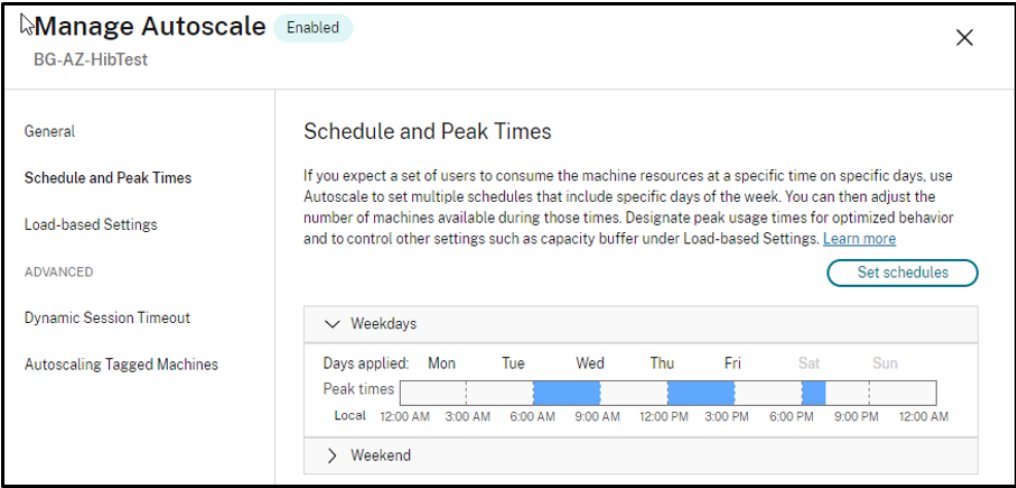 Manage Autoscale Enabled
BG-AZ-HibTest
General
Schedule and Peak Times
Load-based Settings
ADVANCED
Dynamic Session Timeout
Autoscaling Tagged Machines
Schedule and Peak Times
If you expect a set of users to consume the machine resources at a specific time on specific days, use
Autoscale to set multiple schedules that include specific days of the week. You can then adjust the
number of machines available during those times. Designate peak usage times for optimized behavior
and to control other settings such as capacity buffer under Load-based Settings. Learn more
Set schedules
Weekdays
Days applied: Mon Tue Wed Thu Fri Sat Sun
Peak times
Local 12:00 AM 3:00 AM 6:00 AM 9:00 AM 12:00 PM 3:00 PM 6:00 PM 9:00 PM 12:00 AM
Weekend